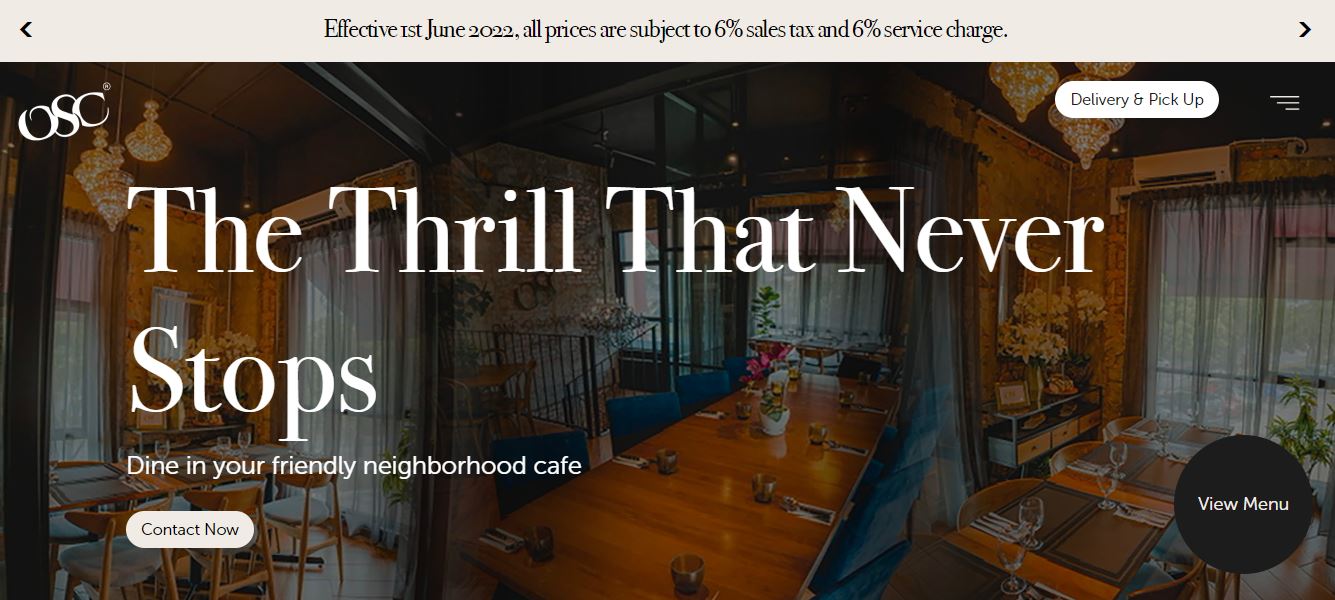 Effective 1st June 2022, all prices are subject to 6% sales tax and 6% service charge.
OSC®
Delivery & Pick Up
The Thrill That Never
Stops
Dine in your friendly neighborhood cafe
Contact Now
View Menu